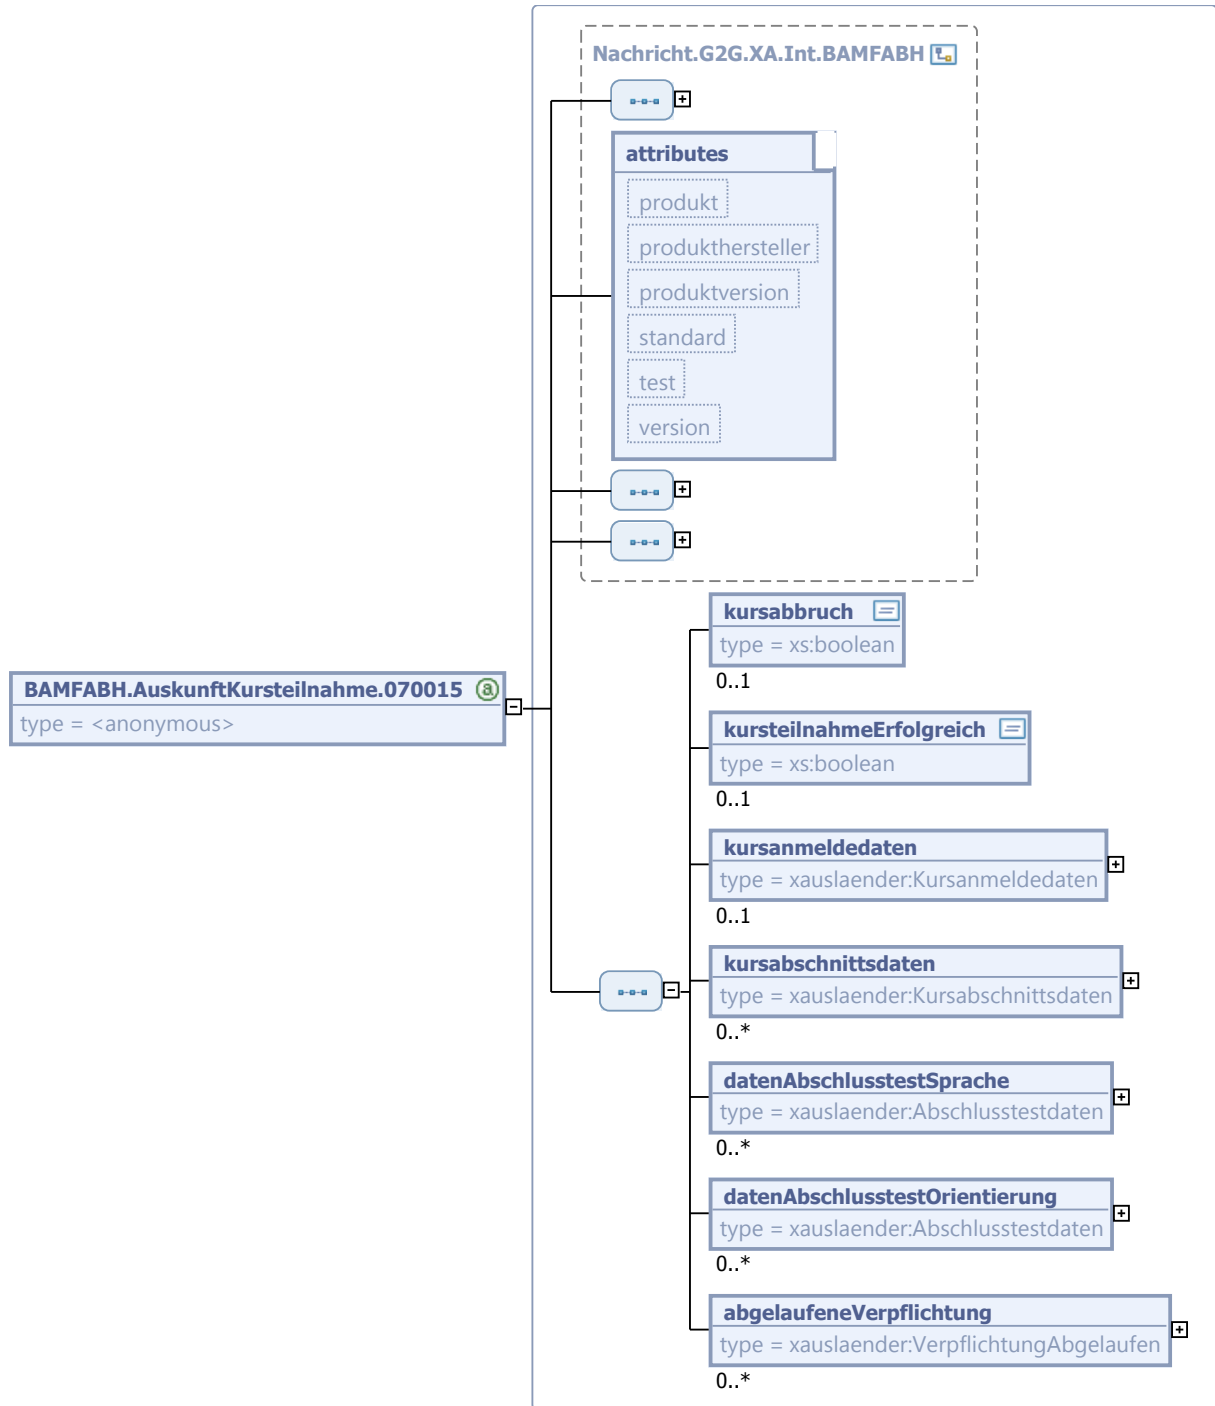 Nachricht.G2G.XA.Int.BAMFABH
attributes
produkt
produkthersteller
produktversion
standard
test
version
kursabbruch
type = xs:boolean
0..1
BAMFABH.AuskunftKursteilnahme.070015
type = <anonymous>
kursteilnahmeErfolgreich
type = xs:boolean
0..1
kursanmeldedaten
type = xauslaender:Kursanmeldedaten
0..1
kursabschnittsdaten
type = xauslaender:Kursabschnittsdaten
0..*
datenAbschlusstestSprache
type = xauslaender:Abschlusstestdaten
0..*
datenAbschlusstestOrientierung
type = xauslaender:Abschlusstestdaten
0..*
abgelaufeneVerpflichtung
type = xauslaender:VerpflichtungAbgelaufen
0..*